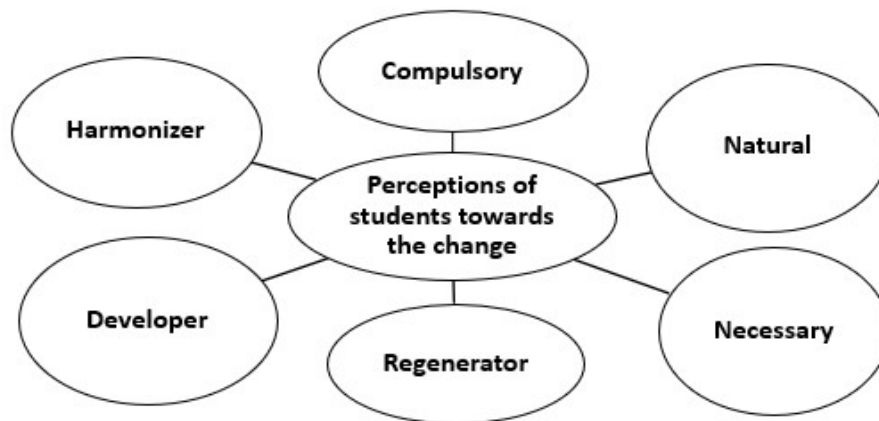 Compulsory
Harmonizer
Natural
Perceptions of
students towards
the change
Developer
Necessary
Regenerator